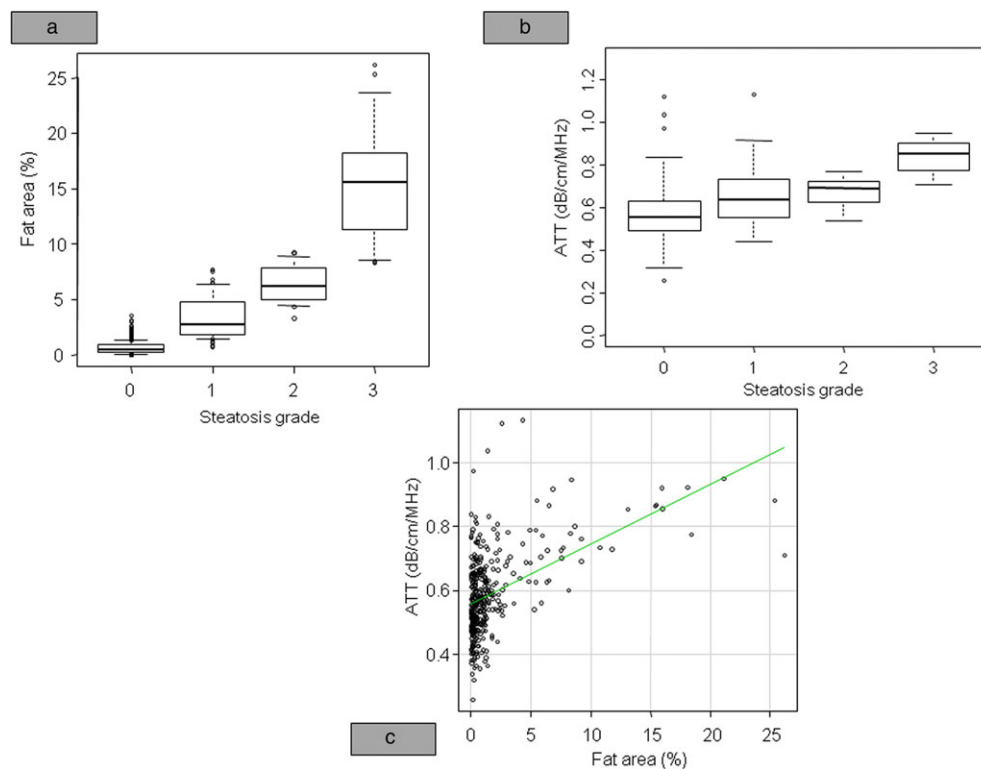 a
Fat area (%)
25
20
15
10
5
0
0 1 2 3
Steatosis grade
b
ATT (dB/cm/MHz)
1.2
1.0
0.8
0.6
0.4
0.2
0.0
0 1 2 3
Steatosis grade
c
ATT (dB/cm/MHz)
1.0
0.8
0.6
0.4
0 5 10 15 20 25
Fat area (%)